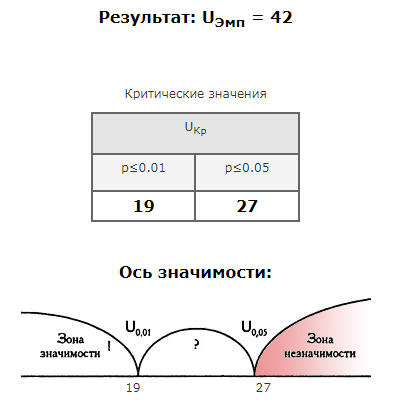 Результат: UЭмп = 42
Критические значения
UКр
p≤0.01 p≤0.05
19 27
Ось значимости:
U0,01 U0,05
Зона значимости ! ? Зона незначимости
19 27